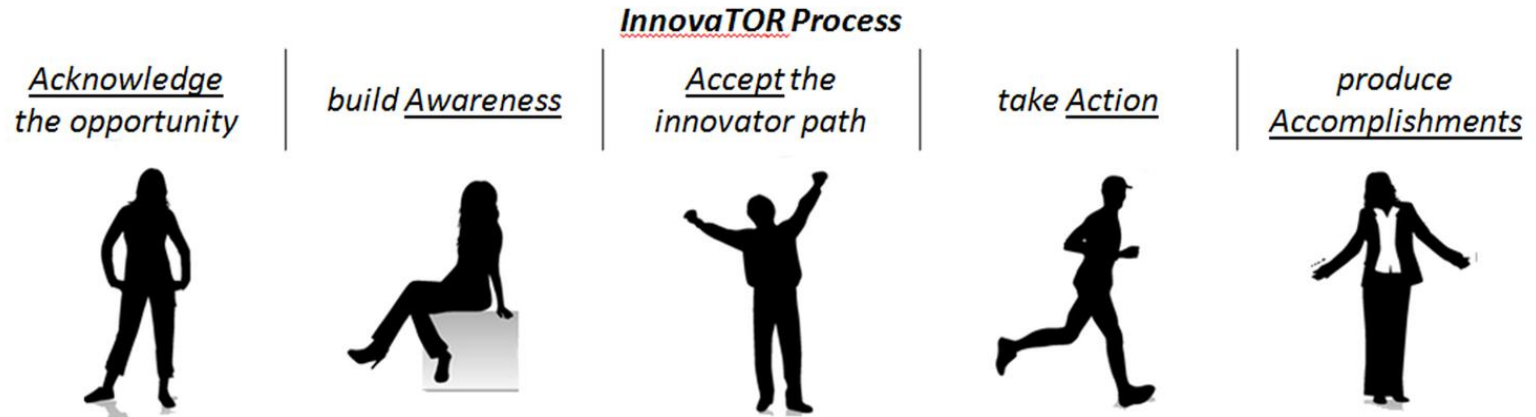 InnovaTOR Process
Acknowledge
the opportunity
build Awareness
Accept the
innovator path
take Action
produce
Accomplishments